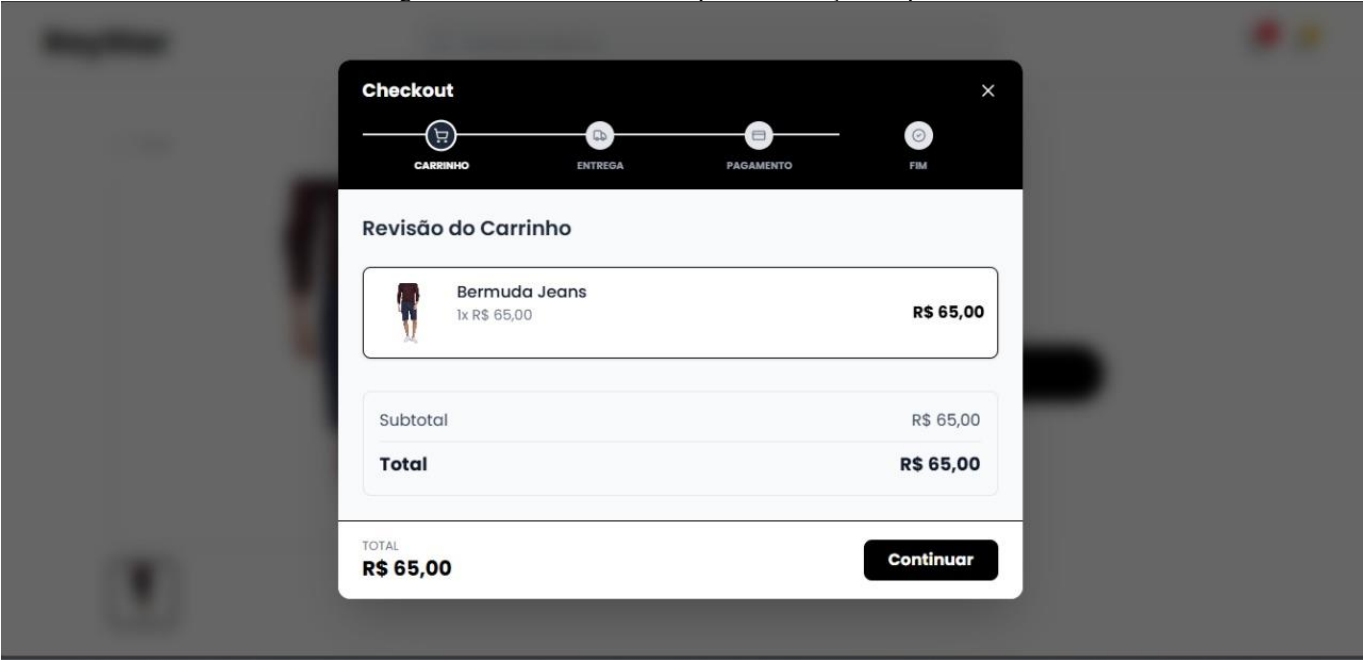 Checkout
CARRINHO ENTREGA PAGAMENTO FIM
Revisão do Carrinho
Bermuda Jeans
1x R$ 65,00
R$ 65,00
Subtotal R$ 65,00
Total R$ 65,00
TOTAL
R$ 65,00
Continuar